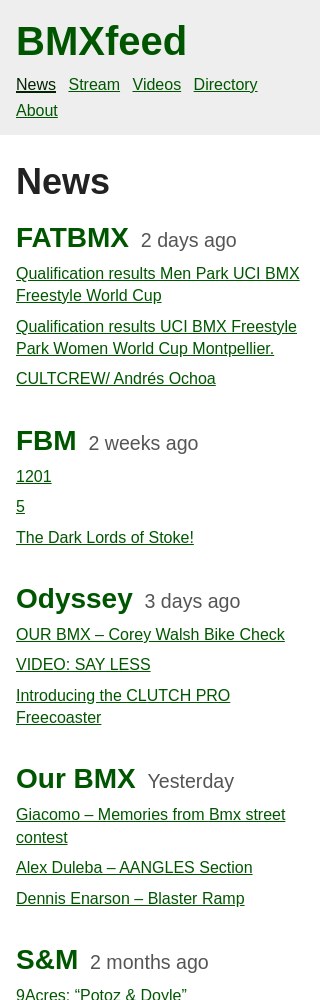 BMXfeed
News Stream Videos Directory
About
News
FATBMX 2 days ago
Qualification results Men Park UCI BMX
Freestyle World Cup
Qualification results UCI BMX Freestyle
Park Women World Cup Montpellier.
CULTCREW/ Andrés Ochoa
FBM 2 weeks ago
1201
5
The Dark Lords of Stoke!
Odyssey 3 days ago
OUR BMX – Corey Walsh Bike Check
VIDEO: SAY LESS
Introducing the CLUTCH PRO
Freecoaster
Our BMX Yesterday
Giacomo – Memories from Bmx street
contest
Alex Duleba – AANGLES Section
Dennis Enarson – Blaster Ramp
S&M 2 months ago
9Acres: “Potoz & Doyle”